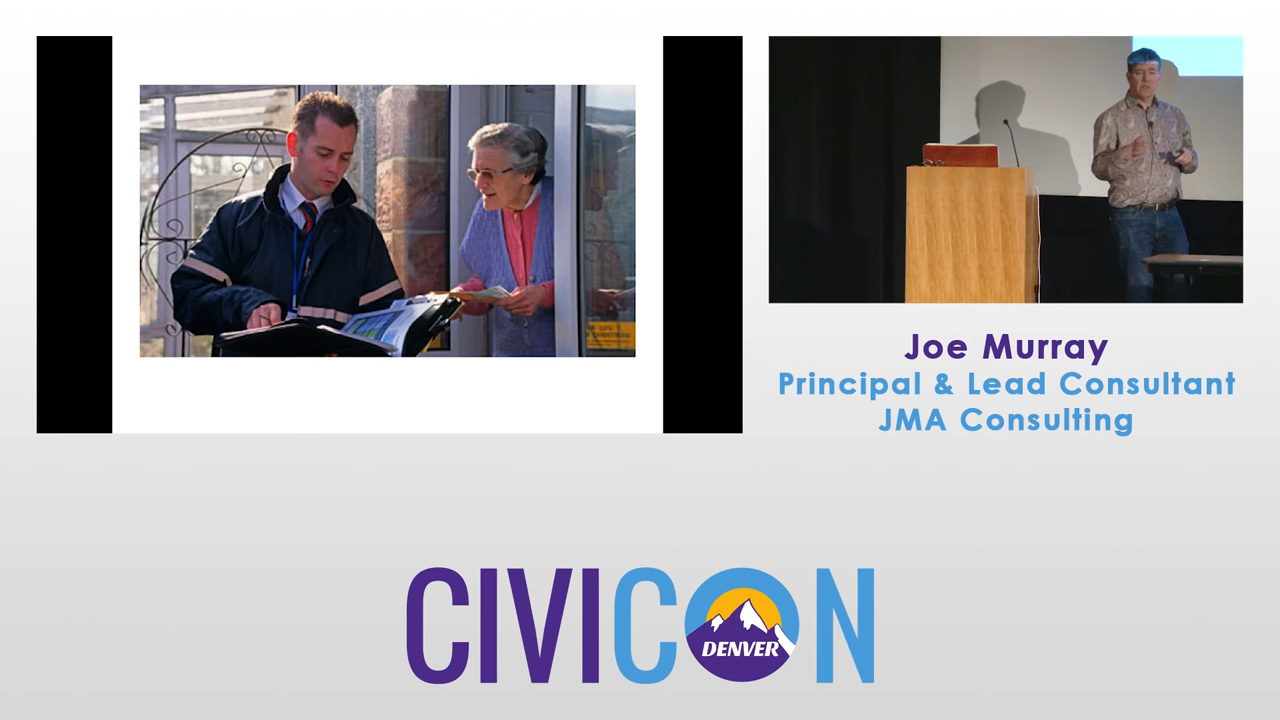 Joe Murray
Principal & Lead Consultant
JMA Consulting
CIVICON
DENVER